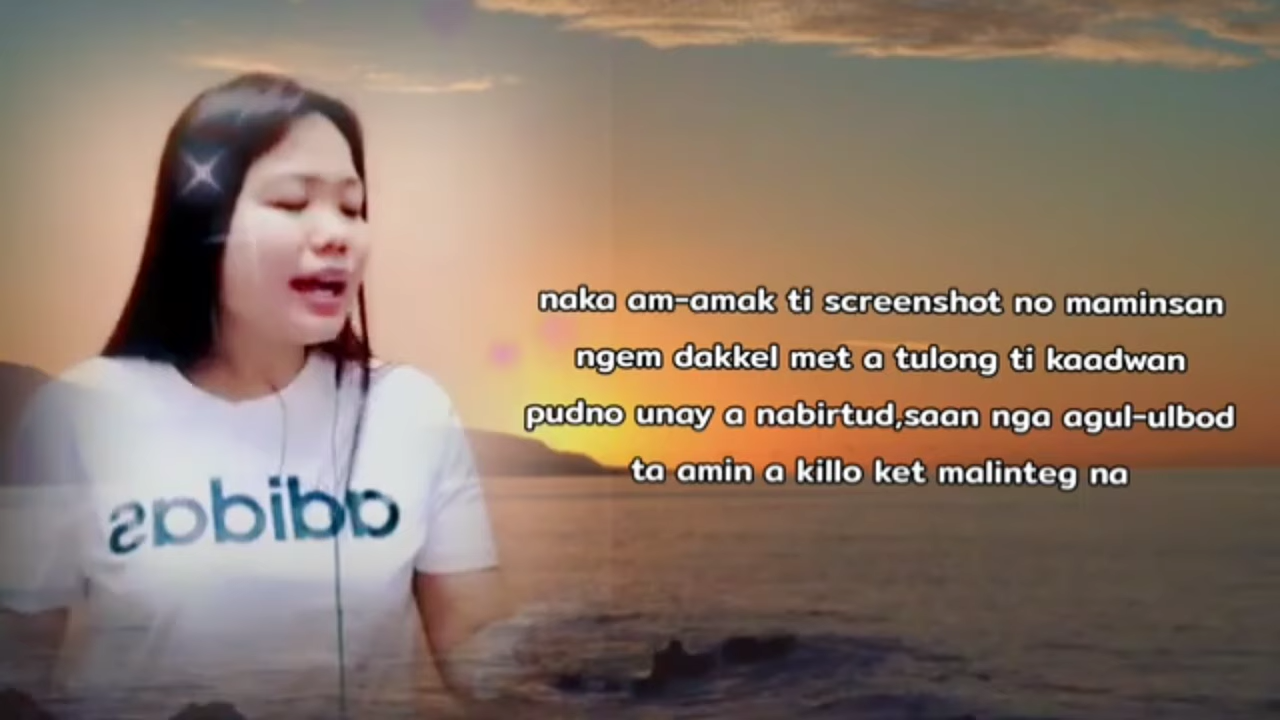 adidas
naka am-amak ti screenshot no maminsan
ngem dakkel met a tulong ti kaadwan
pudno unay a nabirtud,saan nga agul-ulbod
ta amin a killo ket malinteg na